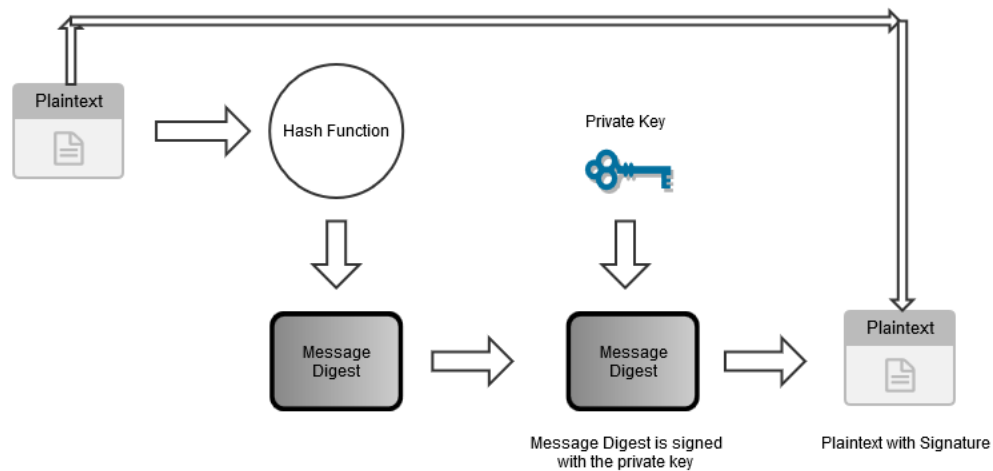 Plaintext
Hash Function
Private Key
Message
Digest
Message
Digest
Message Digest is signed
with the private key
Plaintext
Plaintext with Signature